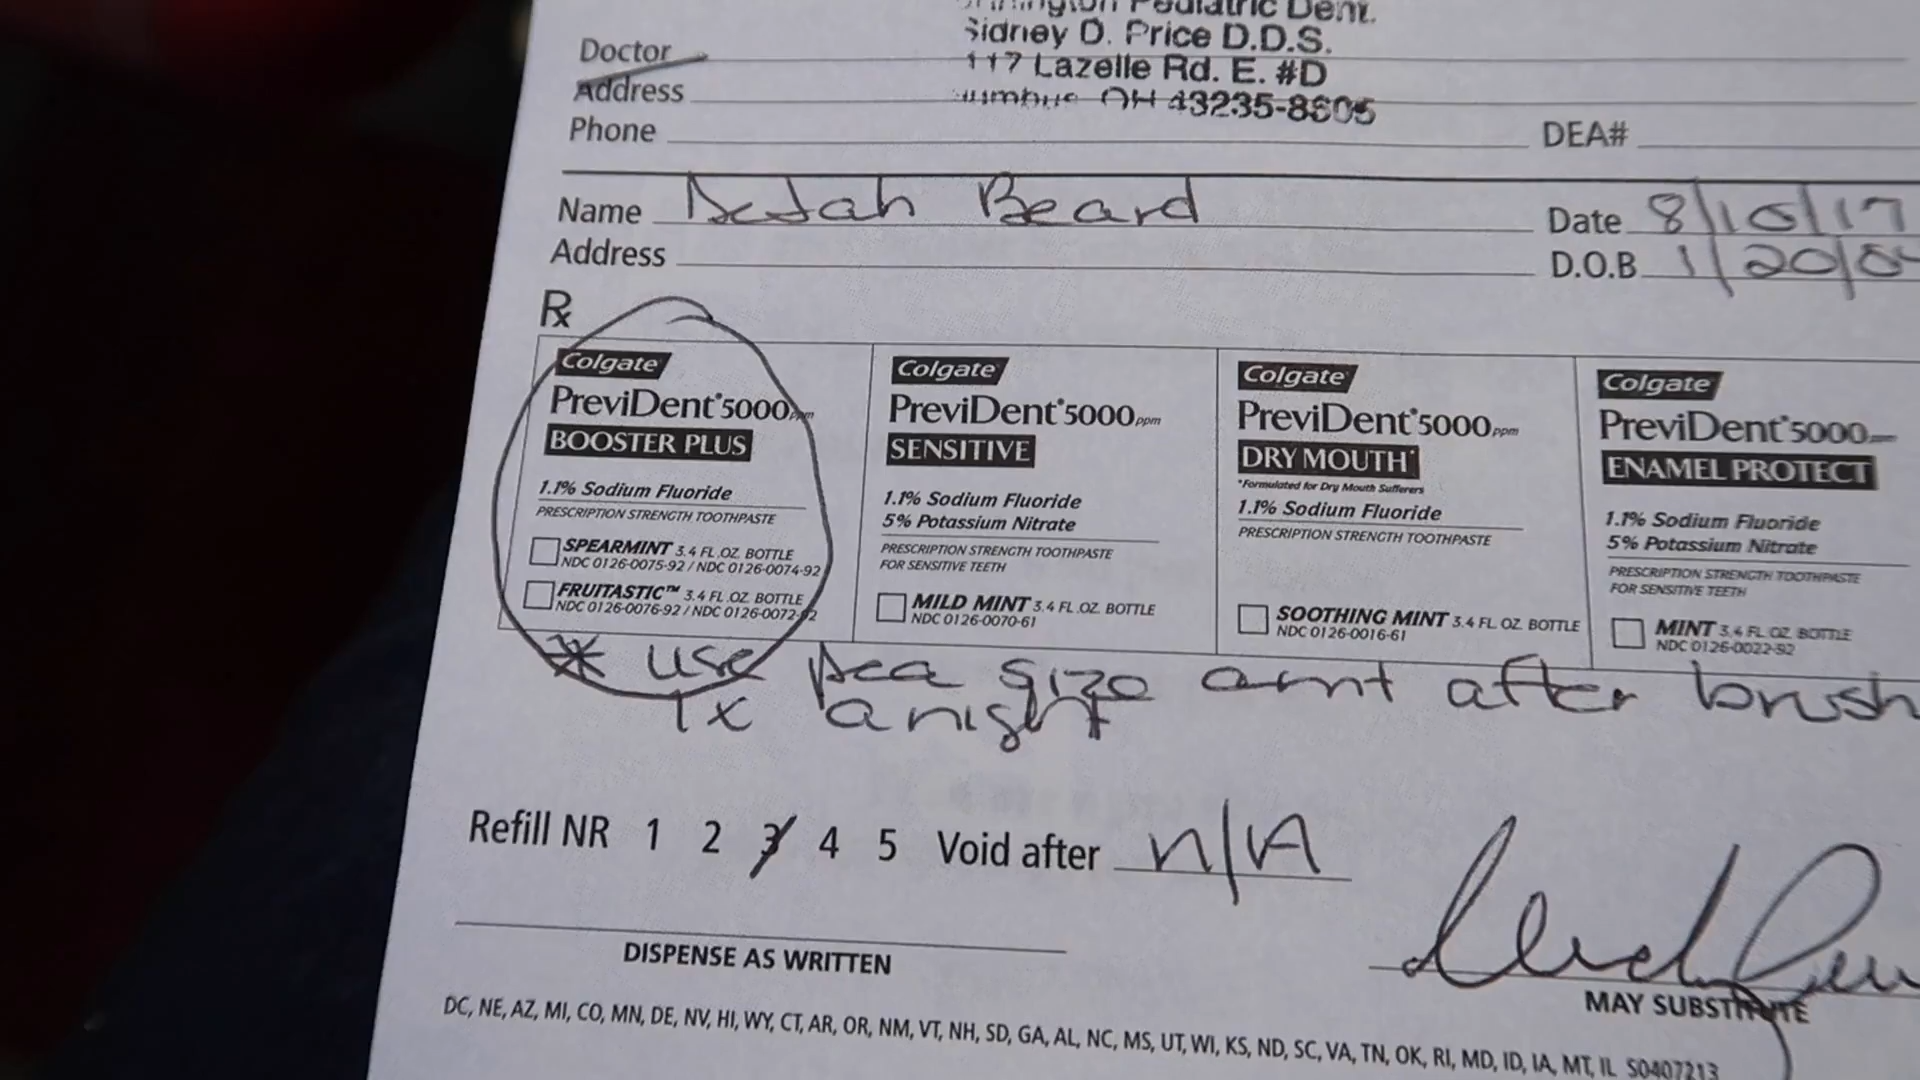 Pediatric Dent.
Sidney D. Price D.D.S.
Doctor
117 Lazelle Rd. E. #D
Address
OH 43235-8605
Phone
DEA#
Name Beard
Date 8/10/17
Address
D.O.B 1/20/0
Rx
Colgate
PreviDent®5000ppm
BOOSTER PLUS
1.1% Sodium Fluoride
PRESCRIPTION STRENGTH TOOTHPASTE
SPEARMINT 3.4 FL.OZ. BOTTLE
NDC 0126-0075-92 / NDC 0126-0074-92
FRUITASTIC™ 3.4 FL.OZ. BOTTLE
NDC 0126-0076-92 / NDC 0126-0072-92
Colgate
PreviDent®5000ppm
SENSITIVE
1.1% Sodium Fluoride
5% Potassium Nitrate
PRESCRIPTION STRENGTH TOOTHPASTE
FOR SENSITIVE TEETH
MILD MINT 3.4 FL.OZ. BOTTLE
NDC 0126-0070-61
Colgate
PreviDent®5000ppm
DRY MOUTH*
*Formulated for Dry Mouth Sufferers
1.1% Sodium Fluoride
PRESCRIPTION STRENGTH TOOTHPASTE
SOOTHING MINT 3.4 FL.OZ. BOTTLE
NDC 0126-0016-61
Colgate
PreviDent®5000ppm
ENAMEL PROTECT
1.1% Sodium Fluoride
5% Potassium Nitrate
PRESCRIPTION STRENGTH TOOTHPASTE
FOR SENSITIVE TEETH
MINT 3.4 FL.OZ. BOTTLE
NDC 0126-0022-92
* use pea size amt after brush
1x a night
Refill NR 1 2 3 4 5 Void after n/A
DISPENSE AS WRITTEN
MAY SUBSTITUTE
DC, NE, AZ, MI, CO, MN, DE, NV, HI, WY, CT, AR, OR, NM, VT, NH, SD, GA, AL, NC, MS, UT, WI, KS, ND, SC, VA, TN, OK, RI, MD, ID, IA, MT, IL S0407213